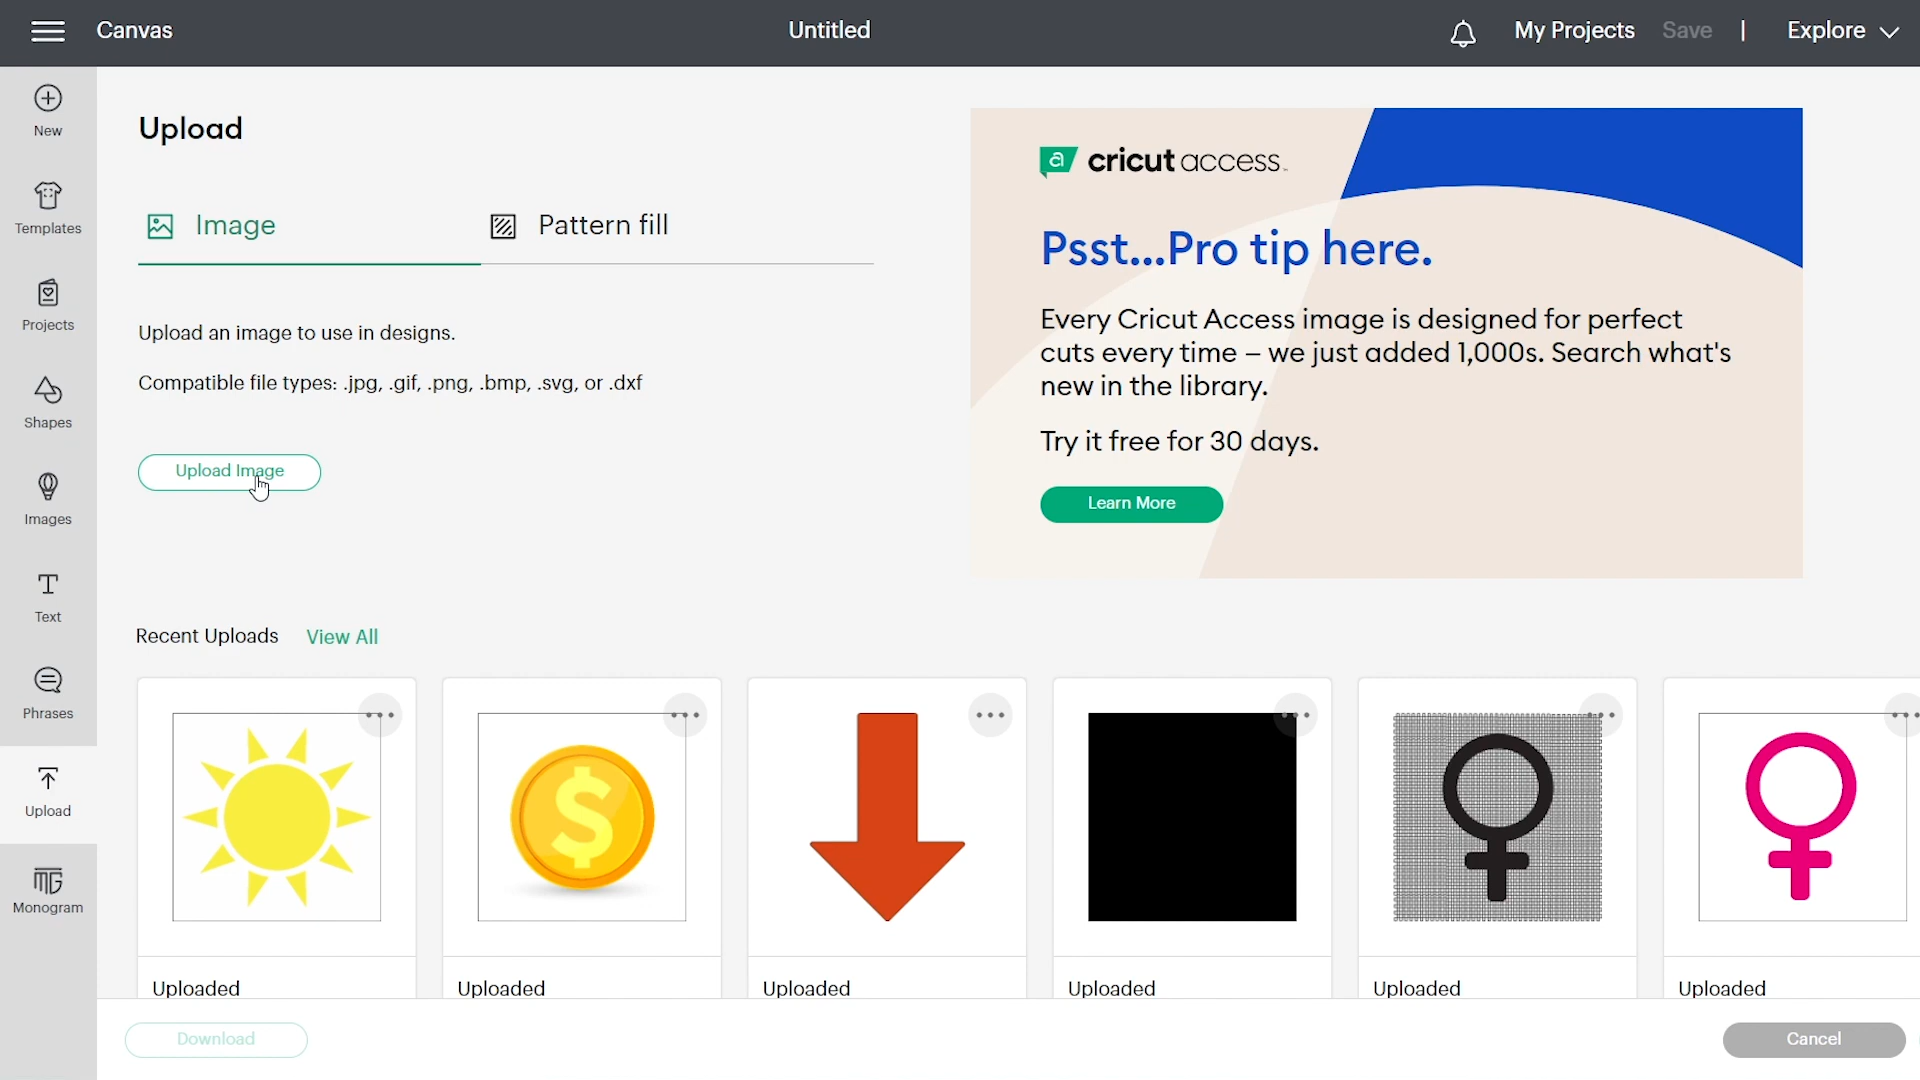 Canvas
Untitled
My Projects
Save
|
Explore
New
Templates
Projects
Shapes
Images
Text
Phrases
Upload
Monogram
Upload
Image
Pattern fill
Upload an image to use in designs.
Compatible file types: .jpg, .gif, .png, .bmp, .svg, or .dxf
Upload Image
a cricut access™
Psst...Pro tip here.
Every Cricut Access image is designed for perfect
cuts every time – we just added 1,000s. Search what's
new in the library.
Try it free for 30 days.
Learn More
Recent Uploads
View All
$
Uploaded
Uploaded
Uploaded
Uploaded
Uploaded
Uploaded
Download
Cancel